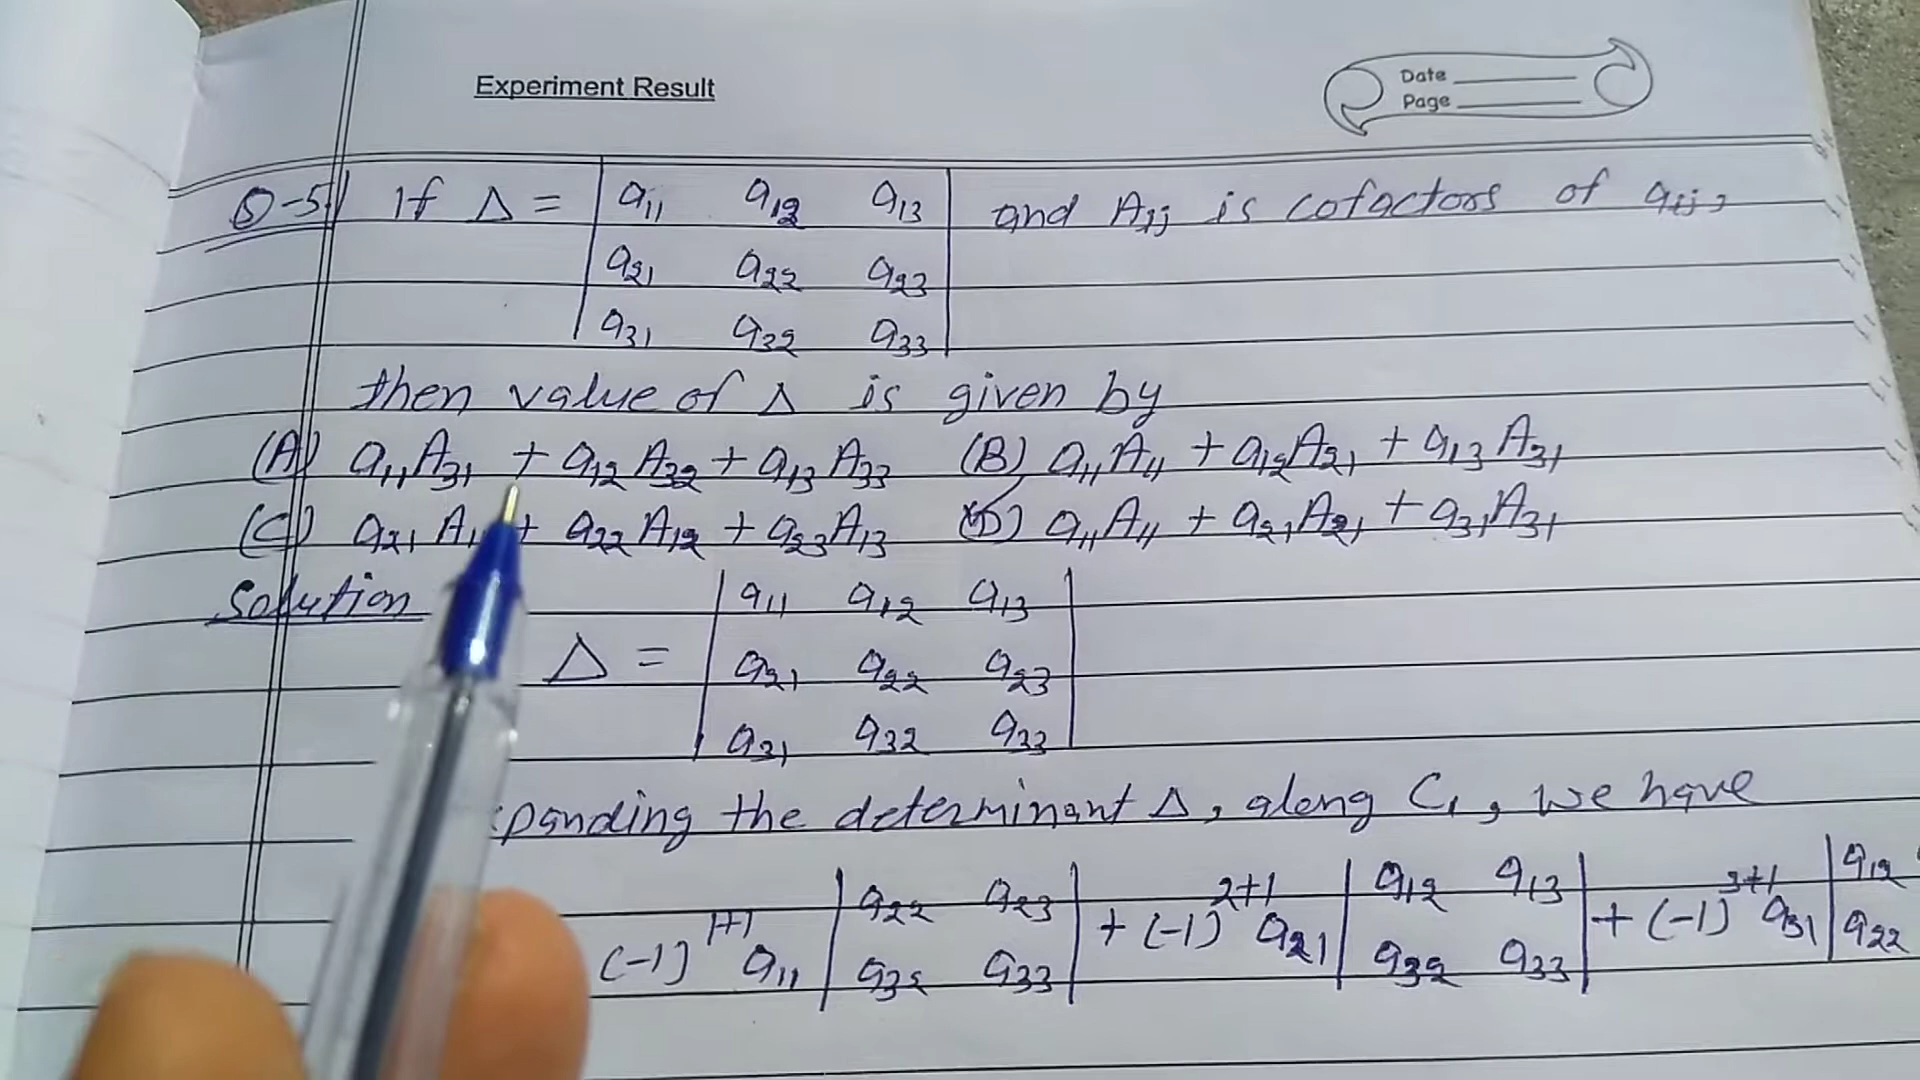 Experiment Result
Date
Page
Q-5 If Δ = | a11 a12 a13 | and Aij is cofactors of aij,
| a21 a22 a23 |
| a31 a32 a33 |
then value of Δ is given by
(A) a11A31 + a12A32 + a13A33 (B) a11A11 + a12A21 + a13A31
(C) a21A11 + a22A12 + a23A13 (D) a11A11 + a21A21 + a31A31
Solution
| a11 a12 a13 |
Δ = | a21 a22 a23 |
| a31 a32 a33 |
panding the determinant Δ, along C1, we have
(-1)^1+1 a11 | a22 a23 | + (-1)^2+1 a21 | a12 a13 | + (-1)^3+1 a31 | a12
| a32 a33 | | a32 a33 | | a22